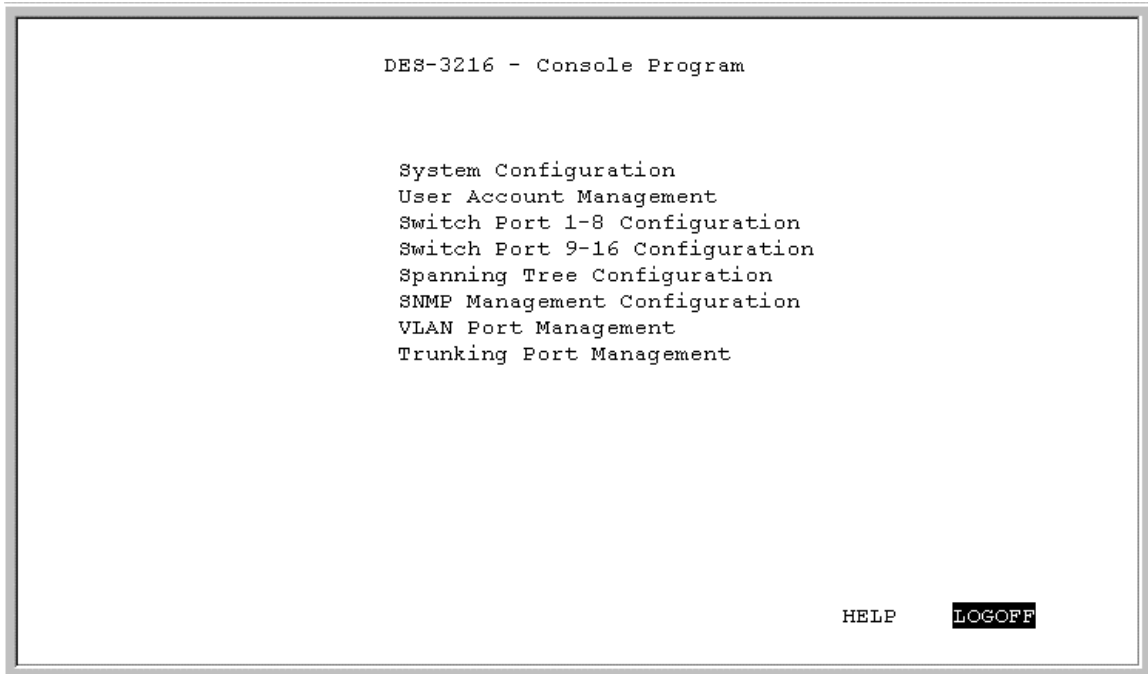 DES-3216 - Console Program
System Configuration
User Account Management
Switch Port 1-8 Configuration
Switch Port 9-16 Configuration
Spanning Tree Configuration
SNMP Management Configuration
VLAN Port Management
Trunking Port Management
HELP LOGOFF